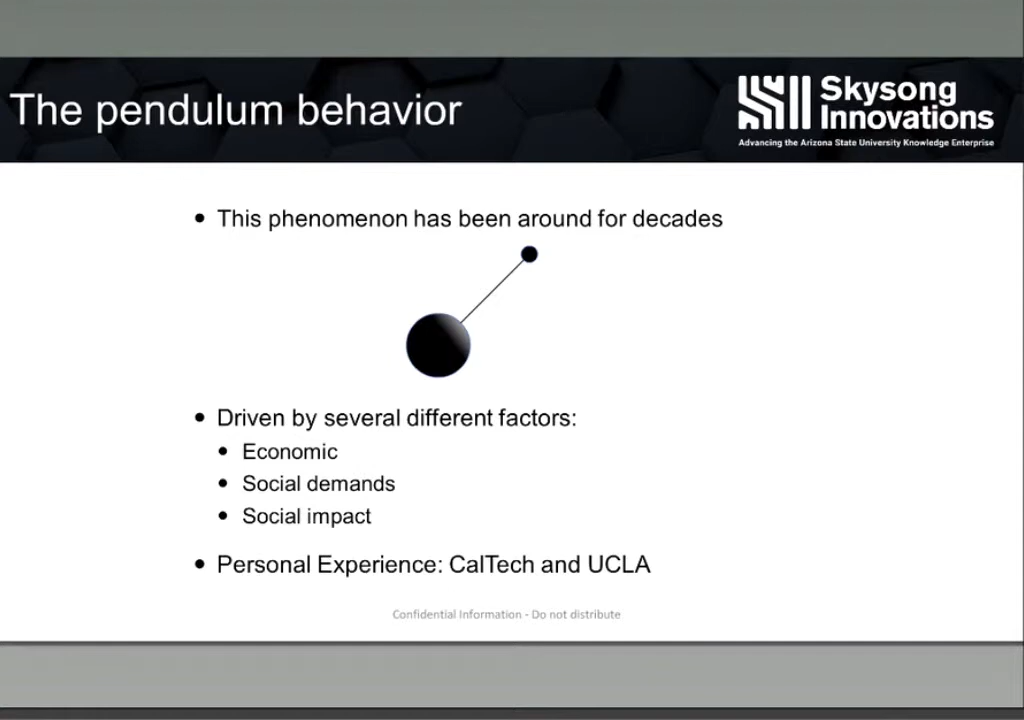 The pendulum behavior
Skysong
Innovations
Advancing the Arizona State University Knowledge Enterprise
• This phenomenon has been around for decades
• Driven by several different factors:
• Economic
• Social demands
• Social impact
• Personal Experience: CalTech and UCLA
Confidential Information - Do not distribute